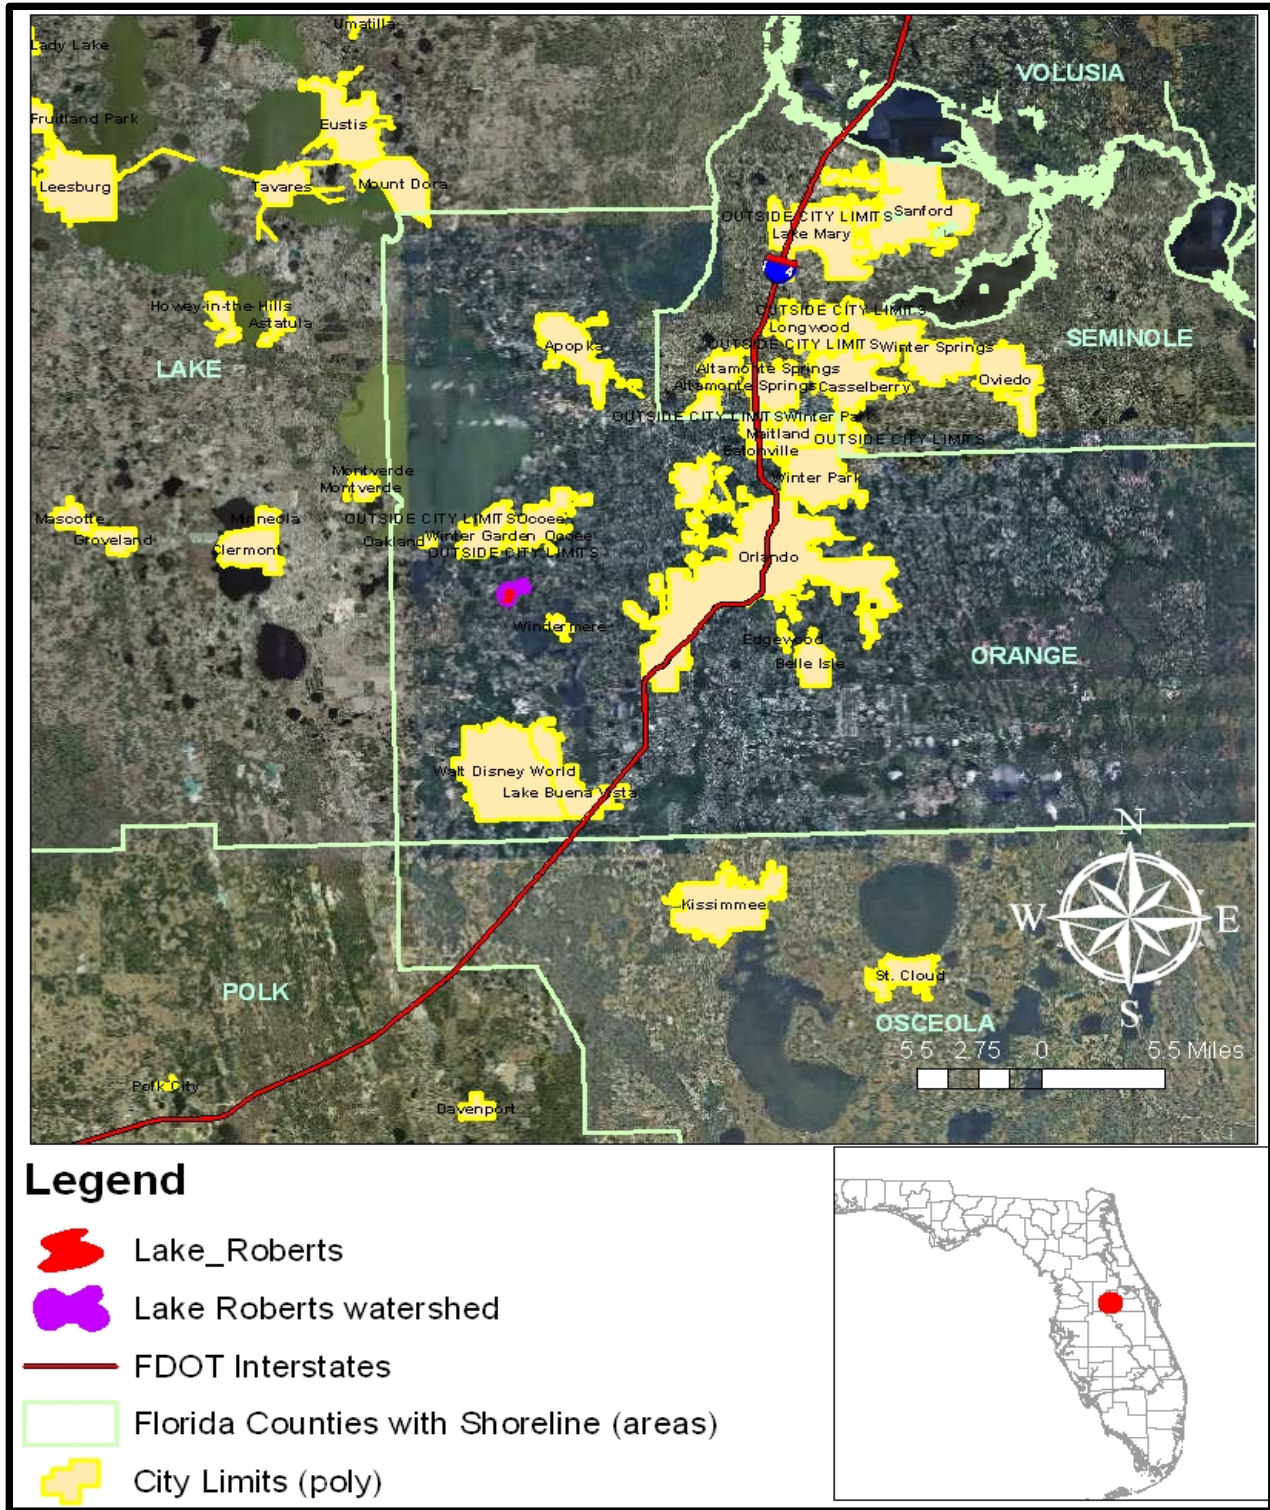 Umatilla
Lady Lake
VOLUSIA
Fruitland Park
Eustis
Leesburg
Tavares
Mount Dora
OUTSIDE CITY LIMITS
Sanford
Lake Mary
4
Howey-in-the-Hills
Astatula
OUTSIDE CITY LIMITS
Longwood
SEMINOLE
Apopka
OUTSIDE CITY LIMITS
Winter Springs
LAKE
Altamonte Springs
Altamonte Springs
Casselberry
Oviedo
OUTSIDE CITY LIMITS
Winter Park
Maitland
OUTSIDE CITY LIMITS
Eatonville
Montverde
Montverde
Winter Park
Mascotte
Minneola
OUTSIDE CITY LIMITS
Ocoee
Groveland
Oakland
Winter Garden
Ocoee
Clermont
OUTSIDE CITY LIMITS
Orlando
Windermere
Edgewood
ORANGE
Belle Isle
Walt Disney World
Lake Buena Vista
N
Kissimmee
W
E
St. Cloud
POLK
S
OSCEOLA
5.5 2.75 0 5.5 Miles
Polk City
Davenport
Legend
Lake_Roberts
Lake Roberts watershed
FDOT Interstates
Florida Counties with Shoreline (areas)
City Limits (poly)